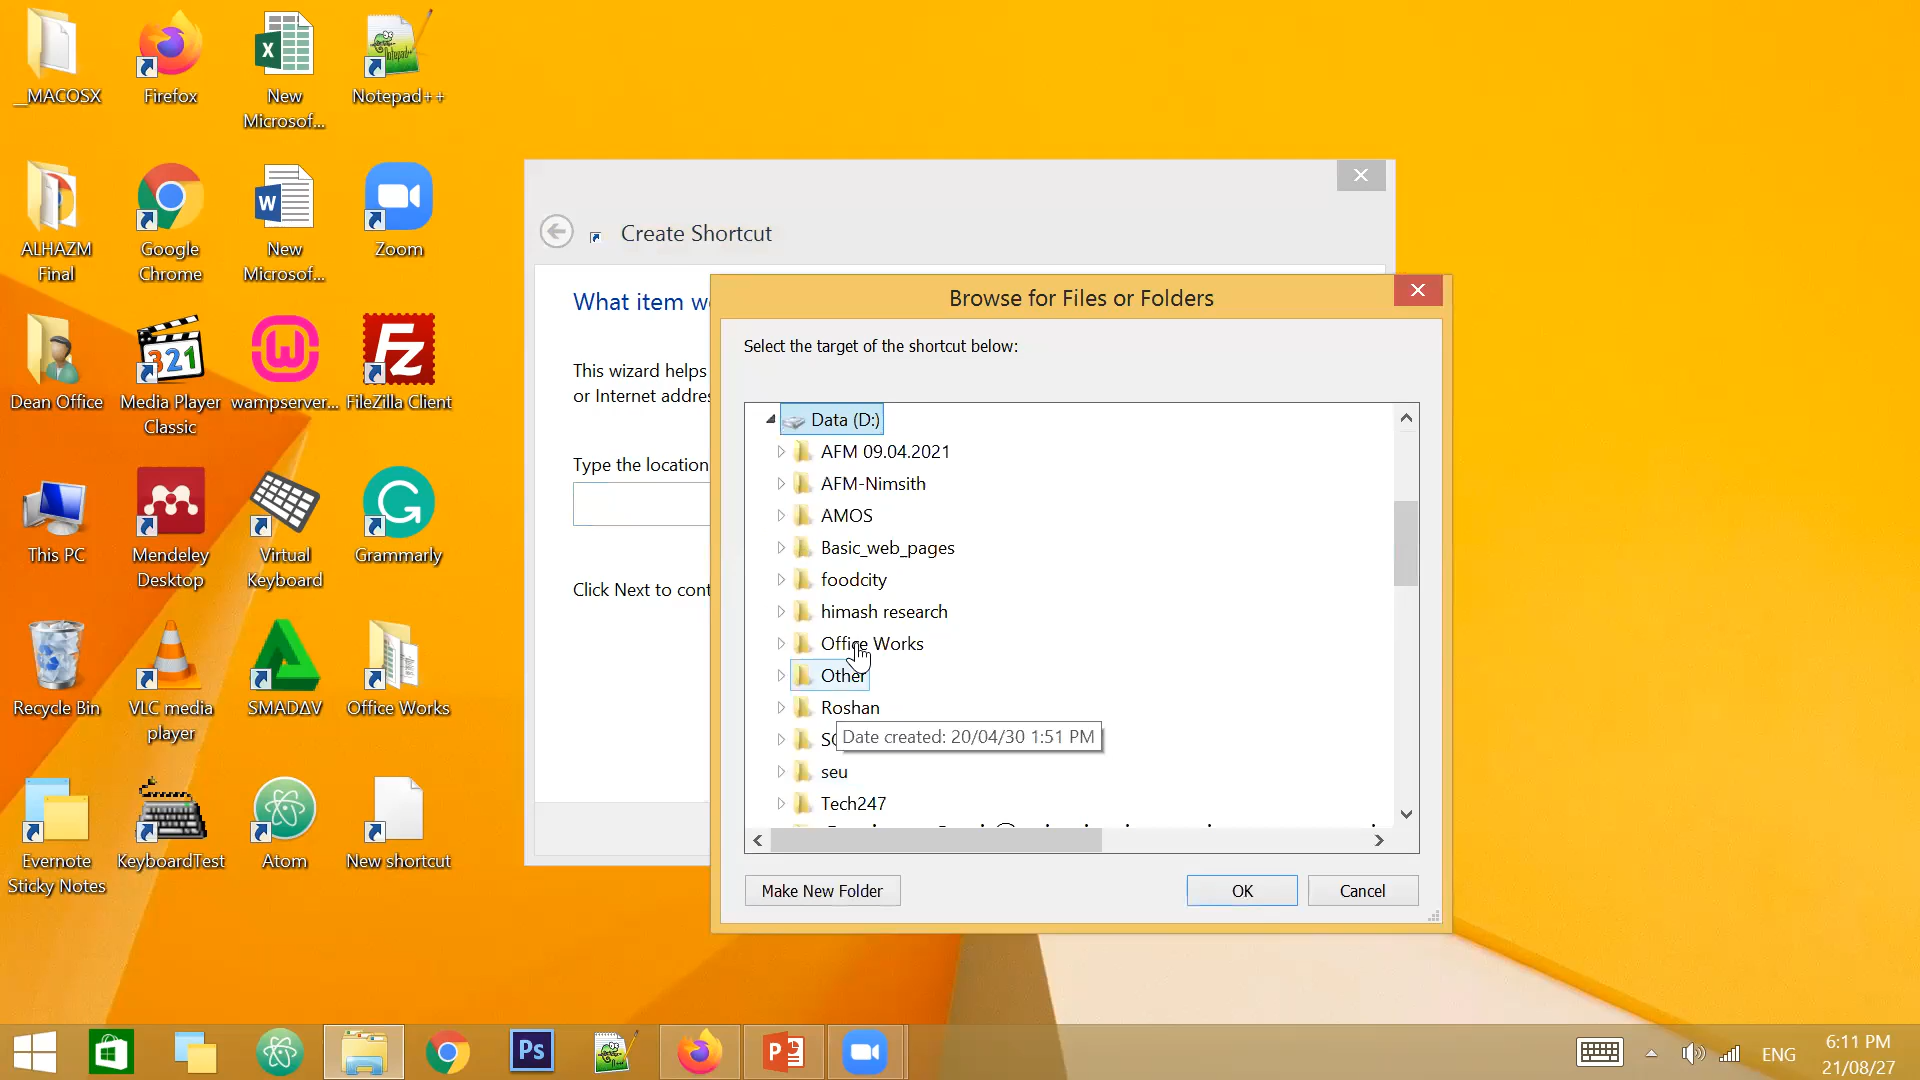 __MACOSX
Firefox
New
Microsof...
Notepad++
ALHAZM
Final
Google
Chrome
New
Microsof...
Zoom
Dean Office
Media Player
Classic
wampserver...
FileZilla Client
This PC
Mendeley
Desktop
Virtual
Keyboard
Grammarly
Recycle Bin
VLC media
player
SMADΔV
Office Works
Evernote
Sticky Notes
KeyboardTest
Atom
New shortcut
Create Shortcut
What item w
This wizard helps
or Internet addre
Type the location
Click Next to cont
Browse for Files or Folders
Select the target of the shortcut below:
Data (D:)
AFM 09.04.2021
AFM-Nimsith
AMOS
Basic_web_pages
foodcity
himash research
Office Works
Other
Roshan
Date created: 20/04/30 1:51 PM
seu
Tech247
Make New Folder
OK
Cancel
Ps
ENG
6:11 PM
21/08/27